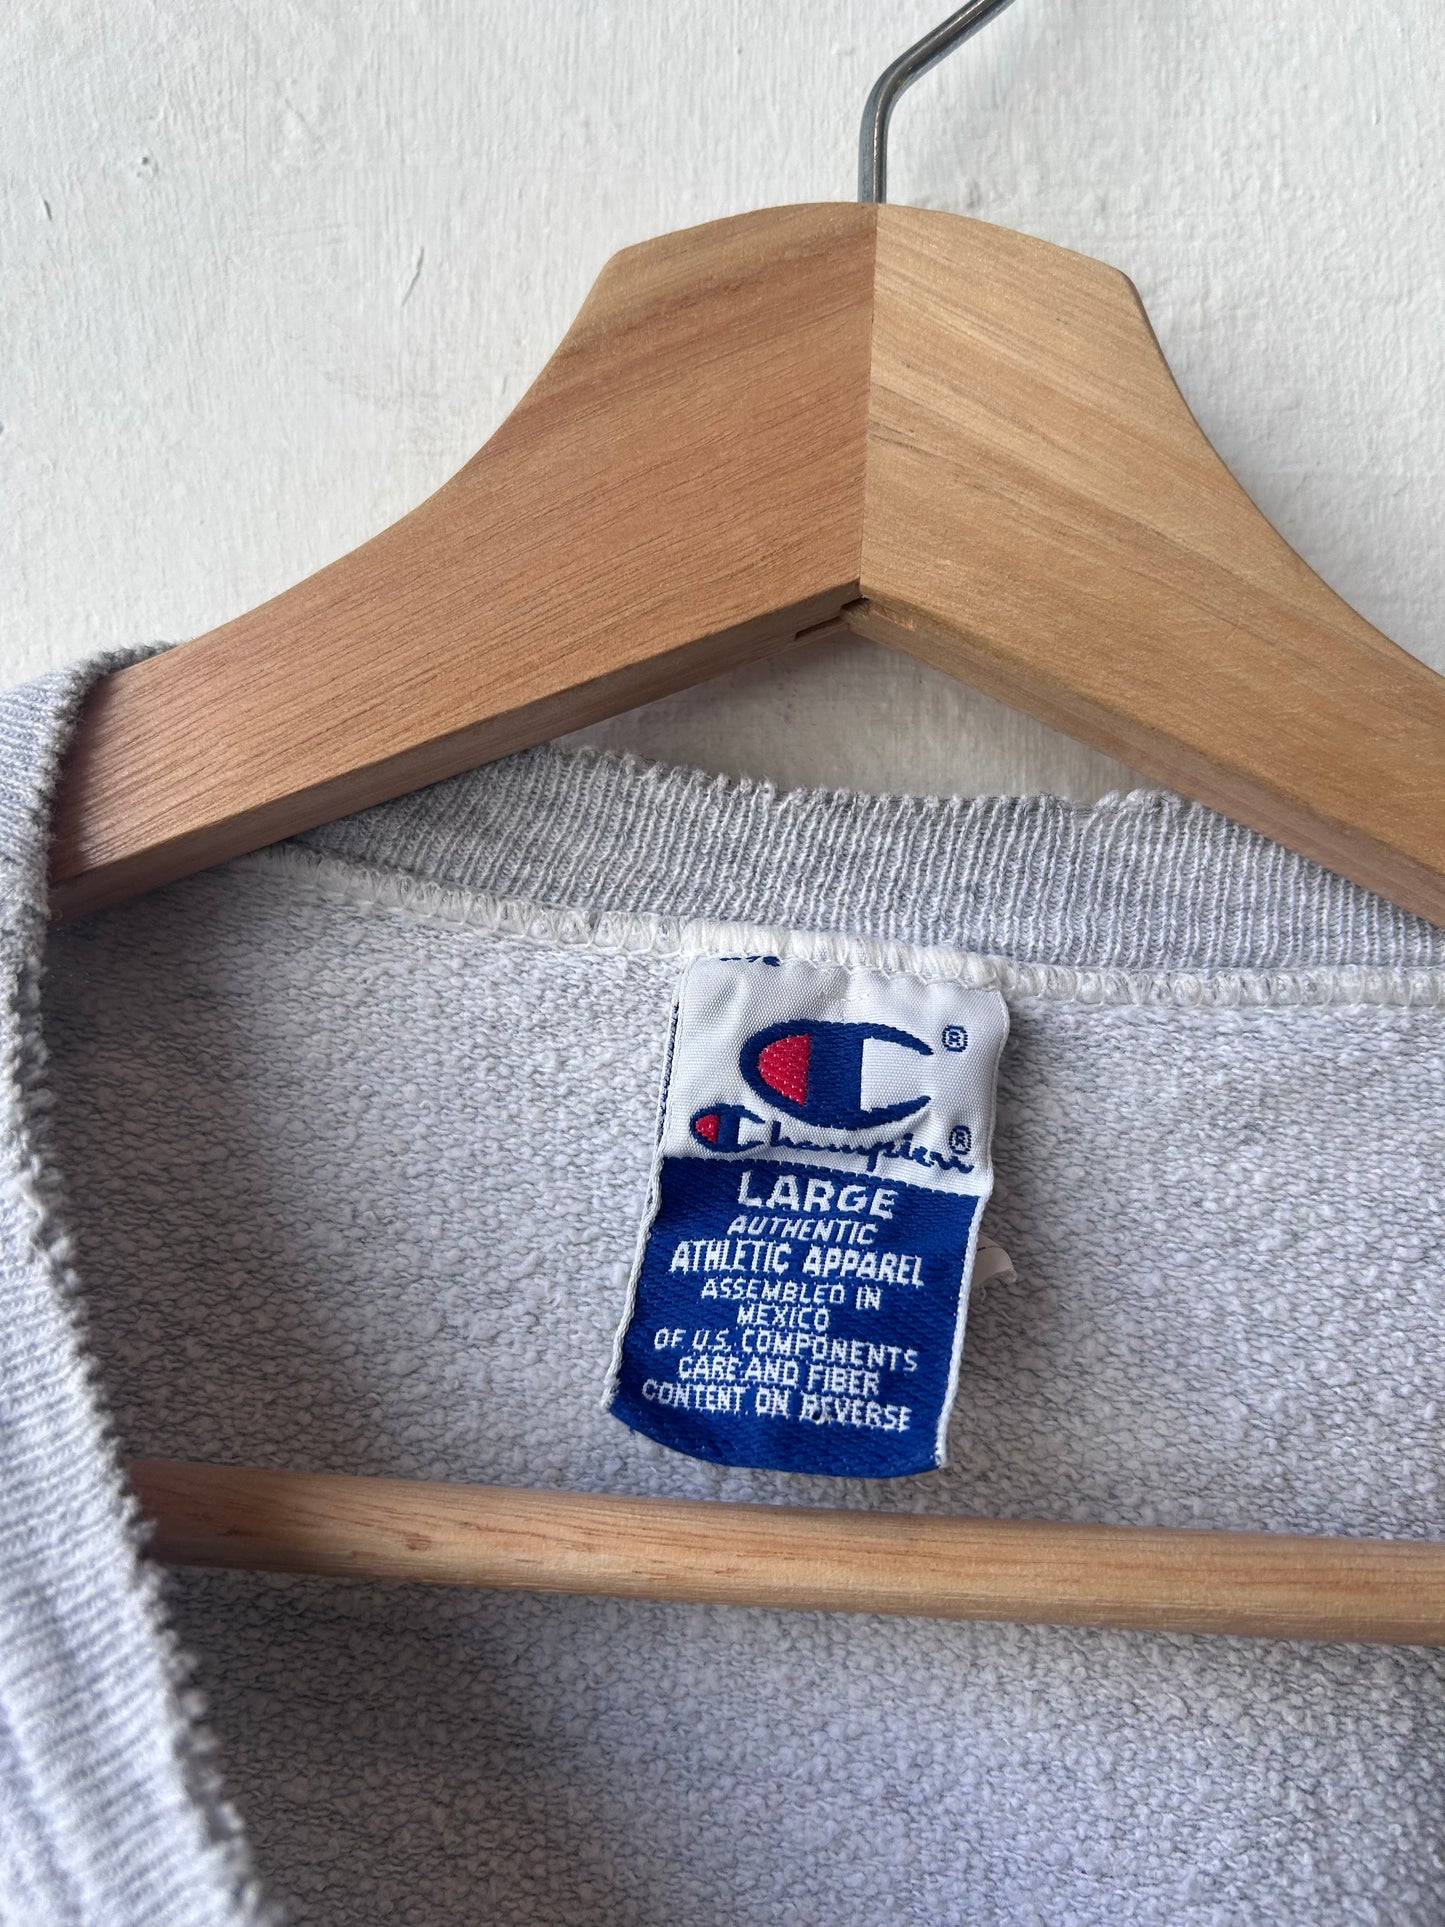 ®
Champion®
LARGE
AUTHENTIC
ATHLETIC APPAREL
ASSEMBLED IN
MEXICO
OF U.S. COMPONENTS
CARE AND FIBER
CONTENT ON REVERSE